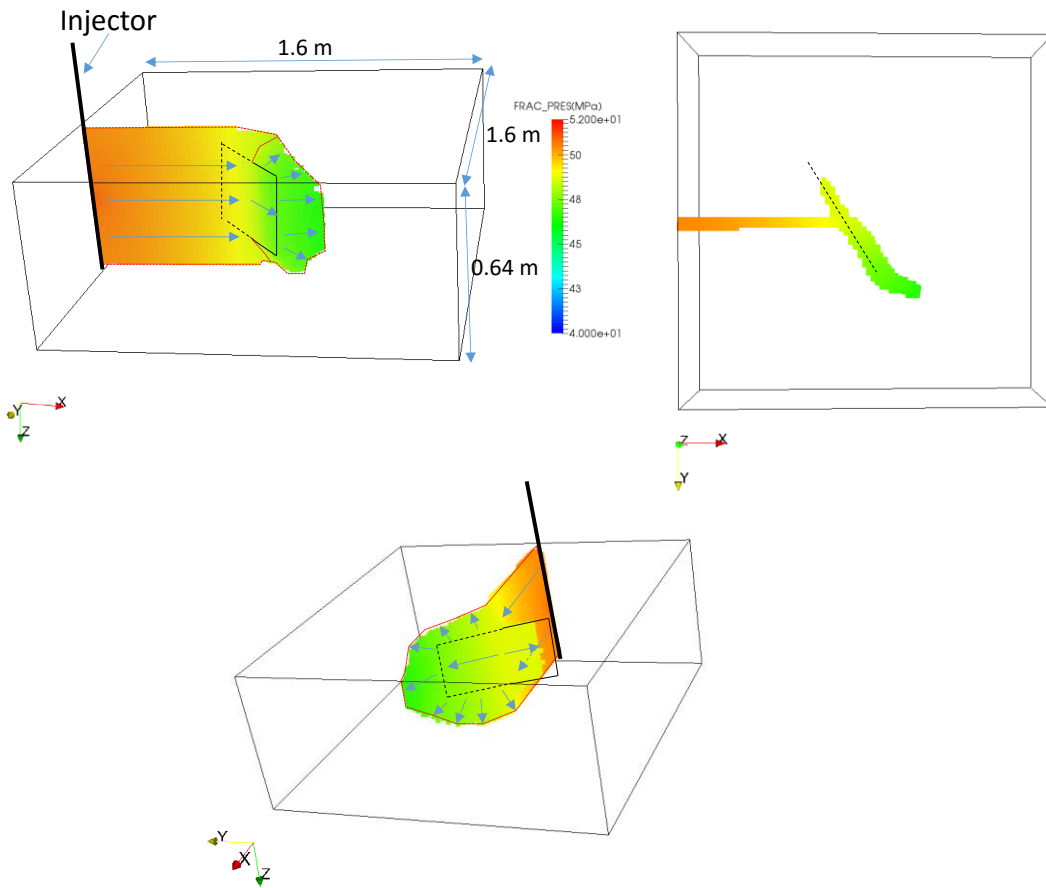 Injector
1.6 m
1.6 m
0.64 m
FRAC_PRES(MPa)
5.200e+01
50
48
45
43
4.000e+01
Y
X
Z
Z
X
Y
Y
X
Z